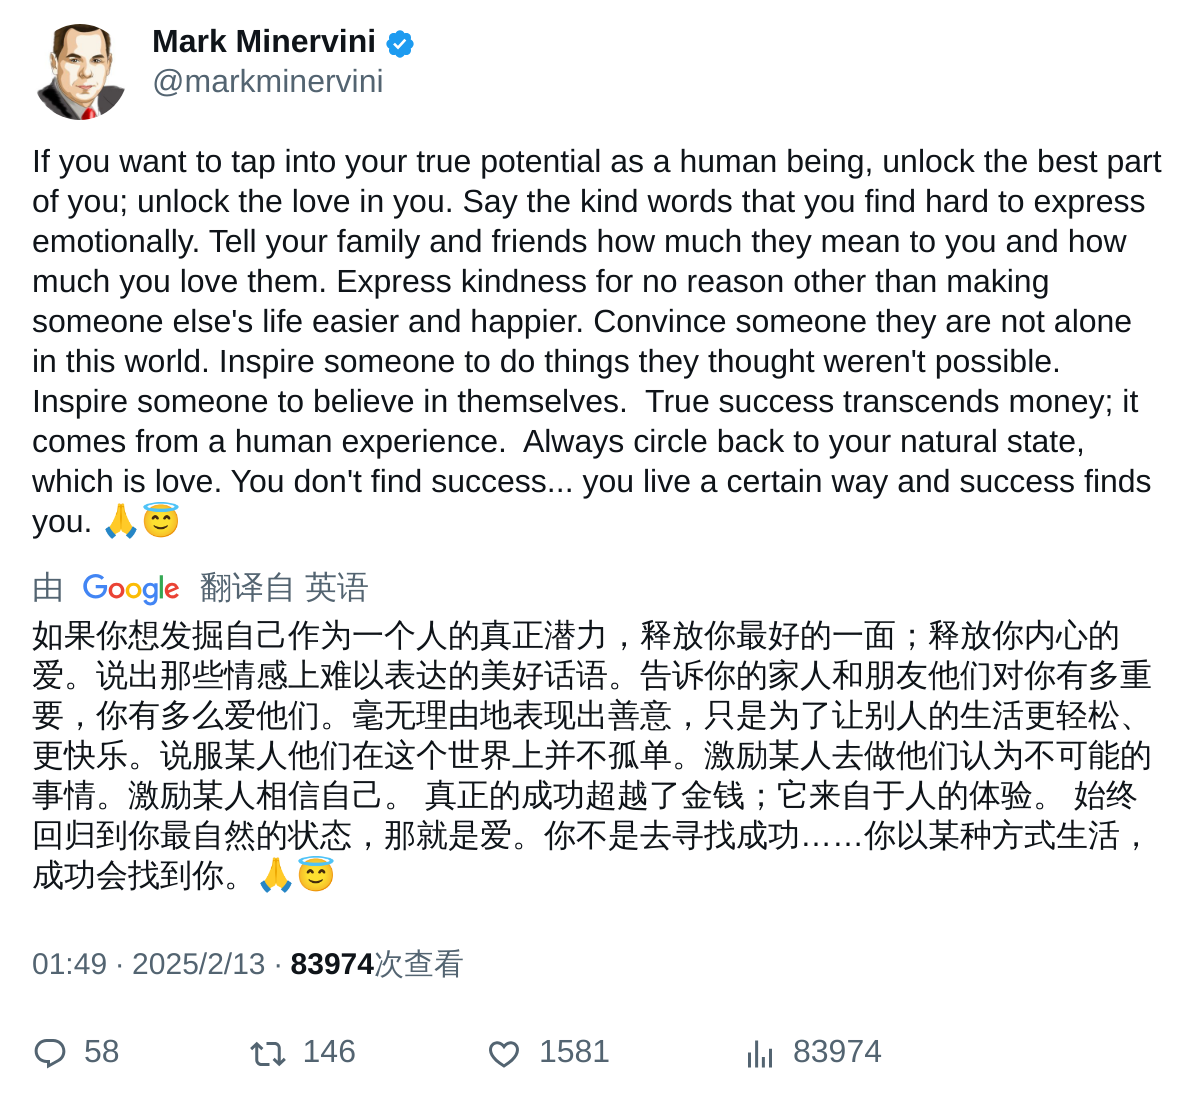 Mark Minervini
@markminervini
If you want to tap into your true potential as a human being, unlock the best part
of you; unlock the love in you. Say the kind words that you find hard to express
emotionally. Tell your family and friends how much they mean to you and how
much you love them. Express kindness for no reason other than making
someone else's life easier and happier. Convince someone they are not alone
in this world. Inspire someone to do things they thought weren't possible.
Inspire someone to believe in themselves.  True success transcends money; it
comes from a human experience.  Always circle back to your natural state,
which is love. You don't find success... you live a certain way and success finds
you. 🙏😇
由 Google 翻译自 英语
如果你想发掘自己作为一个人的真正潜力，释放你最好的一面；释放你内心的
爱。说出那些情感上难以表达的美好话语。告诉你的家人和朋友他们对你有多重
要，你有多么爱他们。毫无理由地表现出善意，只是为了让别人的生活更轻松、
更快乐。说服某人他们在这个世界上并不孤单。激励某人去做他们认为不可能的
事情。激励某人相信自己。 真正的成功超越了金钱；它来自于人的体验。 始终
回归到你最自然的状态，那就是爱。你不是去寻找成功……你以某种方式生活，
成功会找到你。🙏😇
01:49 · 2025/2/13 · 83974次查看
58 146 1581 83974